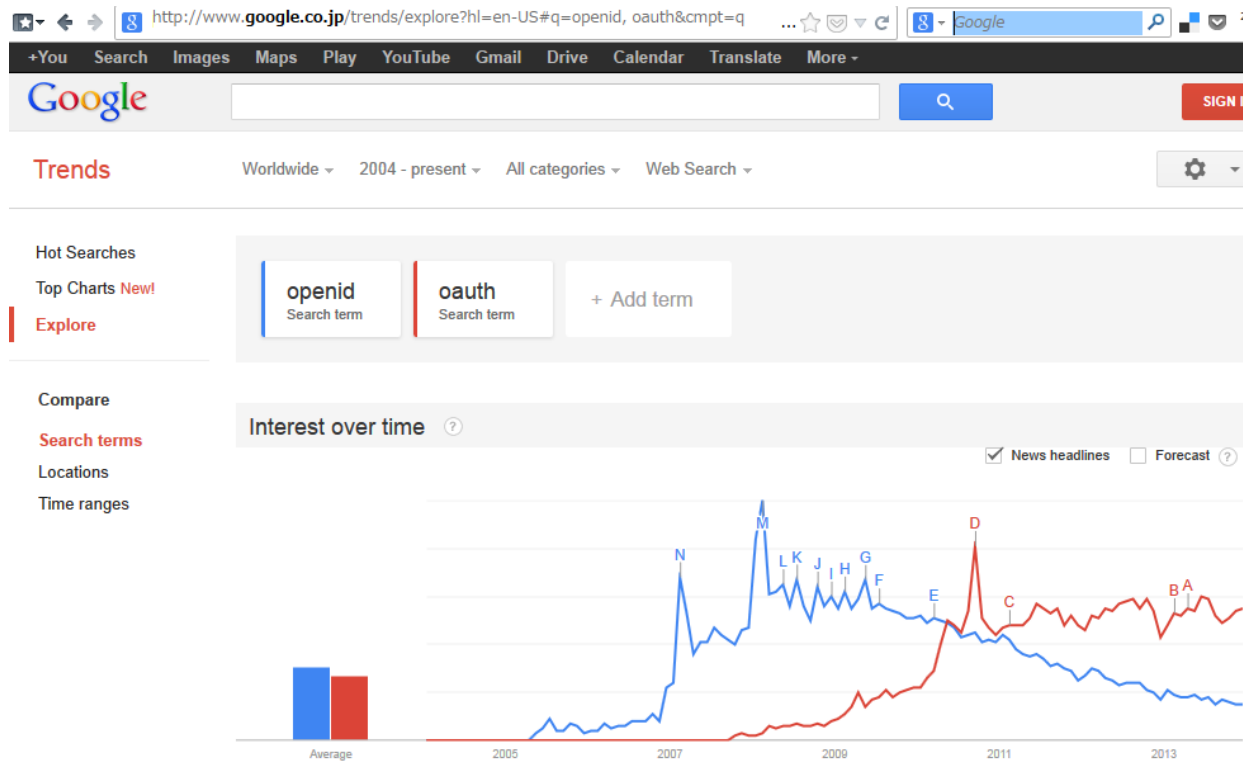 http://www.google.co.jp/trends/explore?hl=en-US#q=openid, oauth&cmpt=q ... Google
+You Search Images Maps Play YouTube Gmail Drive Calendar Translate More
Google
Trends Worldwide 2004 - present All categories Web Search
Hot Searches
Top Charts New!
Explore
openid
Search term
oauth
Search term
+ Add term
Compare
Search terms
Locations
Time ranges
Interest over time ?
News headlines Forecast ?
N M L K J I H G F E D C B A
Average 2005 2007 2009 2011 2013